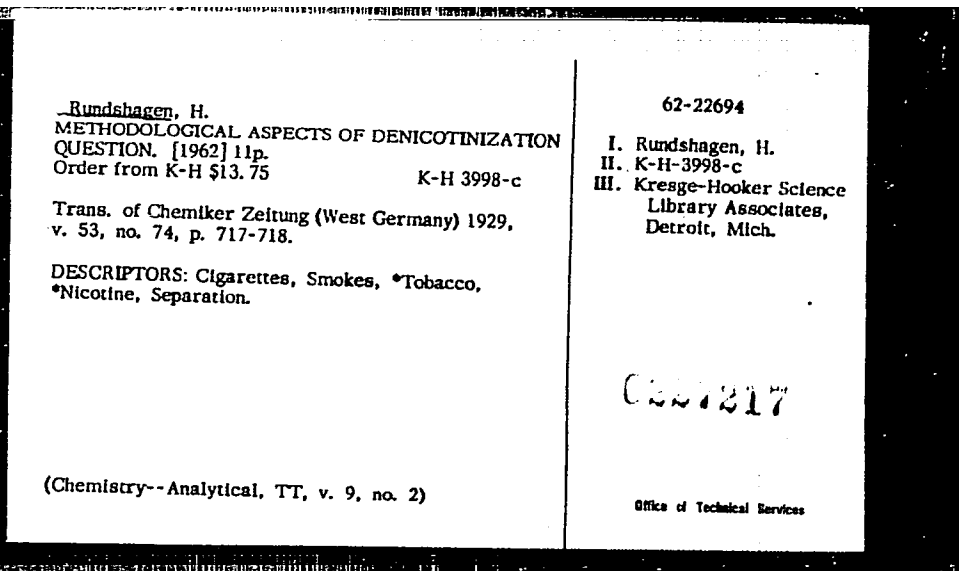 Rundshagen, H.
METHODOLOGICAL ASPECTS OF DENICOTINIZATION
QUESTION. [1962] 11p.
Order from K-H $13.75 K-H 3998-c
Trans. of Chemiker Zeitung (West Germany) 1929,
v. 53, no. 74, p. 717-718.
DESCRIPTORS: Cigarettes, Smokes, *Tobacco,
*Nicotine, Separation.
(Chemistry--Analytical, TT, v. 9, no. 2)
62-22694
I. Rundshagen, H.
II. K-H-3998-c
III. Kresge-Hooker Science
Library Associates,
Detroit, Mich.
Office of Technical Services